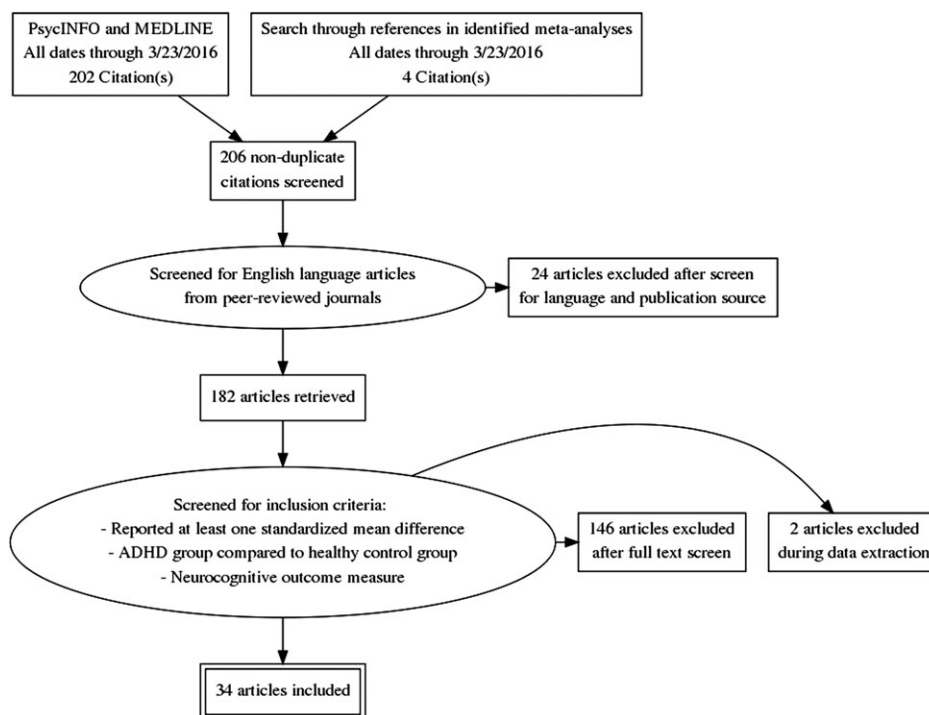 PsycINFO and MEDLINE
All dates through 3/23/2016
202 Citation(s)
Search through references in identified meta-analyses
All dates through 3/23/2016
4 Citation(s)
206 non-duplicate
citations screened
Screened for English language articles
from peer-reviewed journals
24 articles excluded after screen
for language and publication source
182 articles retrieved
Screened for inclusion criteria:
- Reported at least one standardized mean difference
- ADHD group compared to healthy control group
- Neurocognitive outcome measure
146 articles excluded
after full text screen
2 articles excluded
during data extraction
34 articles included